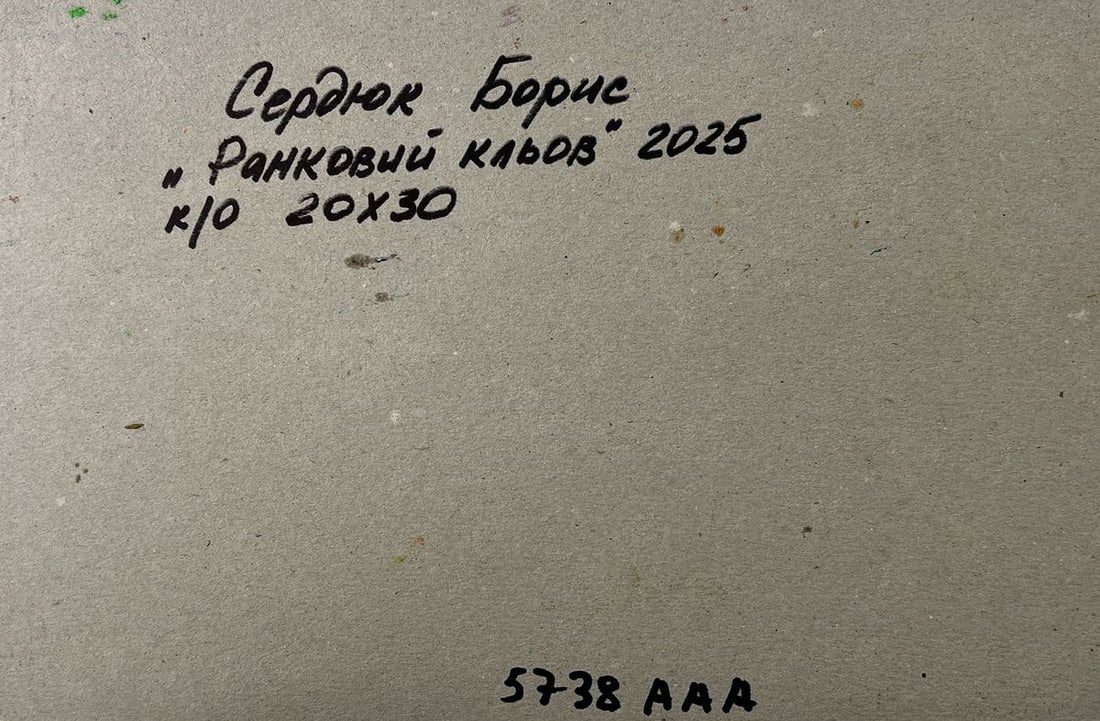 Сердюк Борис
„Ранковий кльов" 2025
к/о 20х30
5738 ААА